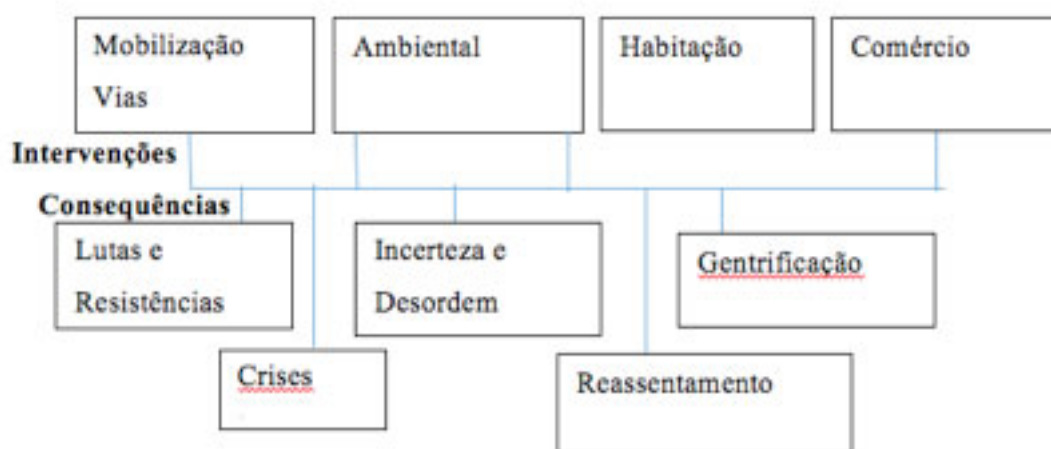 Mobilização
Vias
Ambiental
Habitação
Comércio
Intervenções
Consequências
Lutas e
Resistências
Incerteza e
Desordem
Gentrificação
Crises
Reassentamento